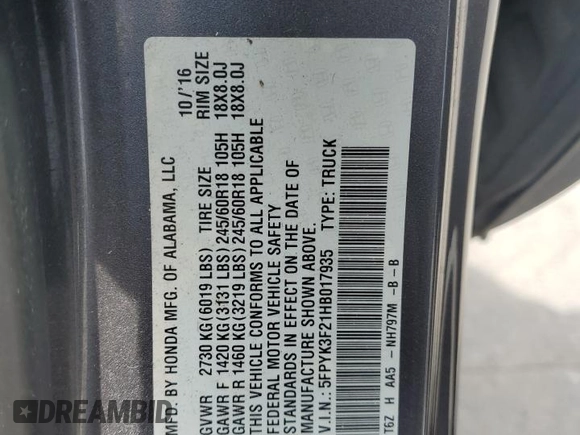 MFD. BY HONDA MFG. OF ALABAMA, LLC 10/'16
GVWR 2730 KG(6019 LBS) TIRE SIZE RIM SIZE
GAWR F 1420 KG(3131 LBS)245/60R18 105H 18X8.0J
GAWR R 1460 KG(3219 LBS)245/60R18 105H 18X8.0J
THIS VEHICLE CONFORMS TO ALL APPLICABLE
FEDERAL MOTOR VEHICLE SAFETY
STANDARDS IN EFFECT ON THE DATE OF
MANUFACTURE SHOWN ABOVE.
V.I.N.: 5FPYK3F21HB017935 TYPE: TRUCK
T6Z H AA5 - NH797M -B -B
DREAMBID